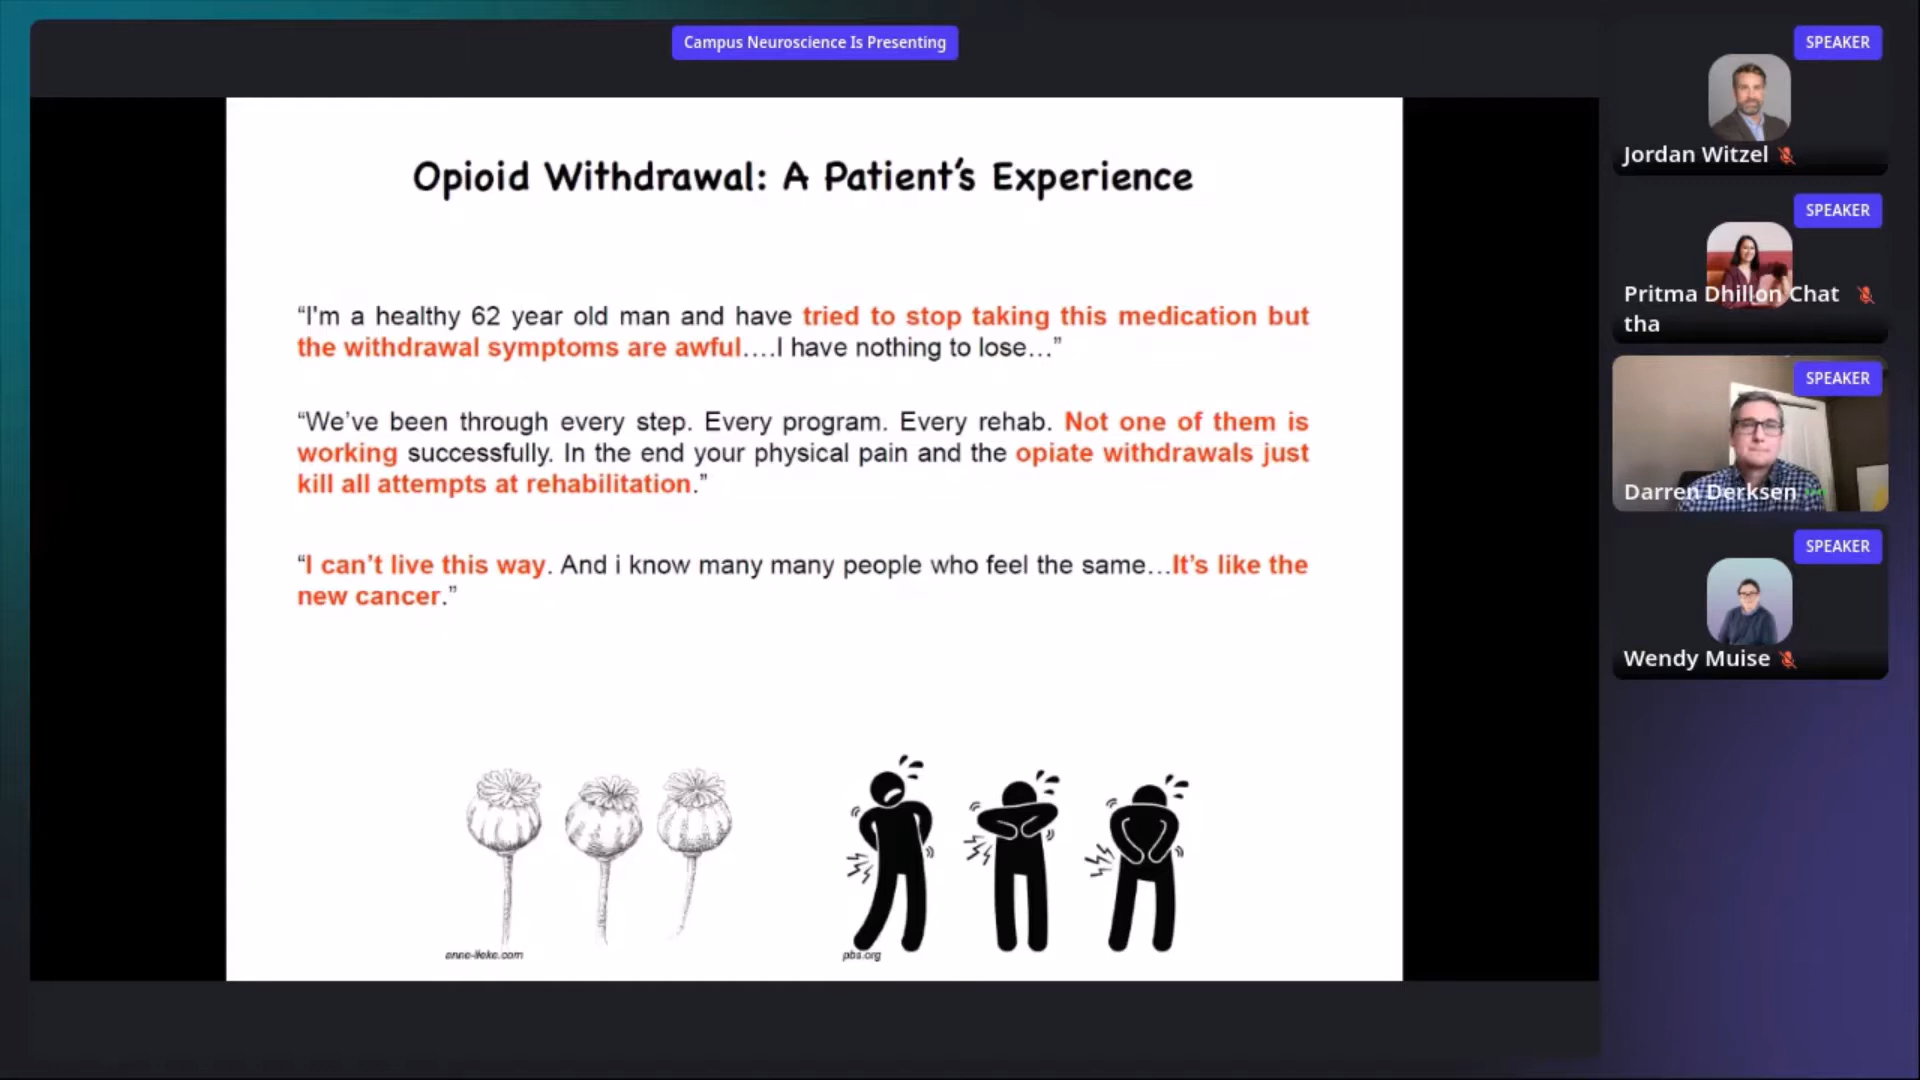 Campus Neuroscience Is Presenting
Opioid Withdrawal: A Patient's Experience
“I'm a healthy 62 year old man and have tried to stop taking this medication but
the withdrawal symptoms are awful….I have nothing to lose…”
“We’ve been through every step. Every program. Every rehab. Not one of them is
working successfully. In the end your physical pain and the opiate withdrawals just
kill all attempts at rehabilitation.”
“I can’t live this way. And i know many many people who feel the same…It’s like the
new cancer.”
pbs.org
SPEAKER
Jordan Witzel
SPEAKER
Pritma Dhillon Chat
tha
SPEAKER
Darren Derksen
SPEAKER
Wendy Muise